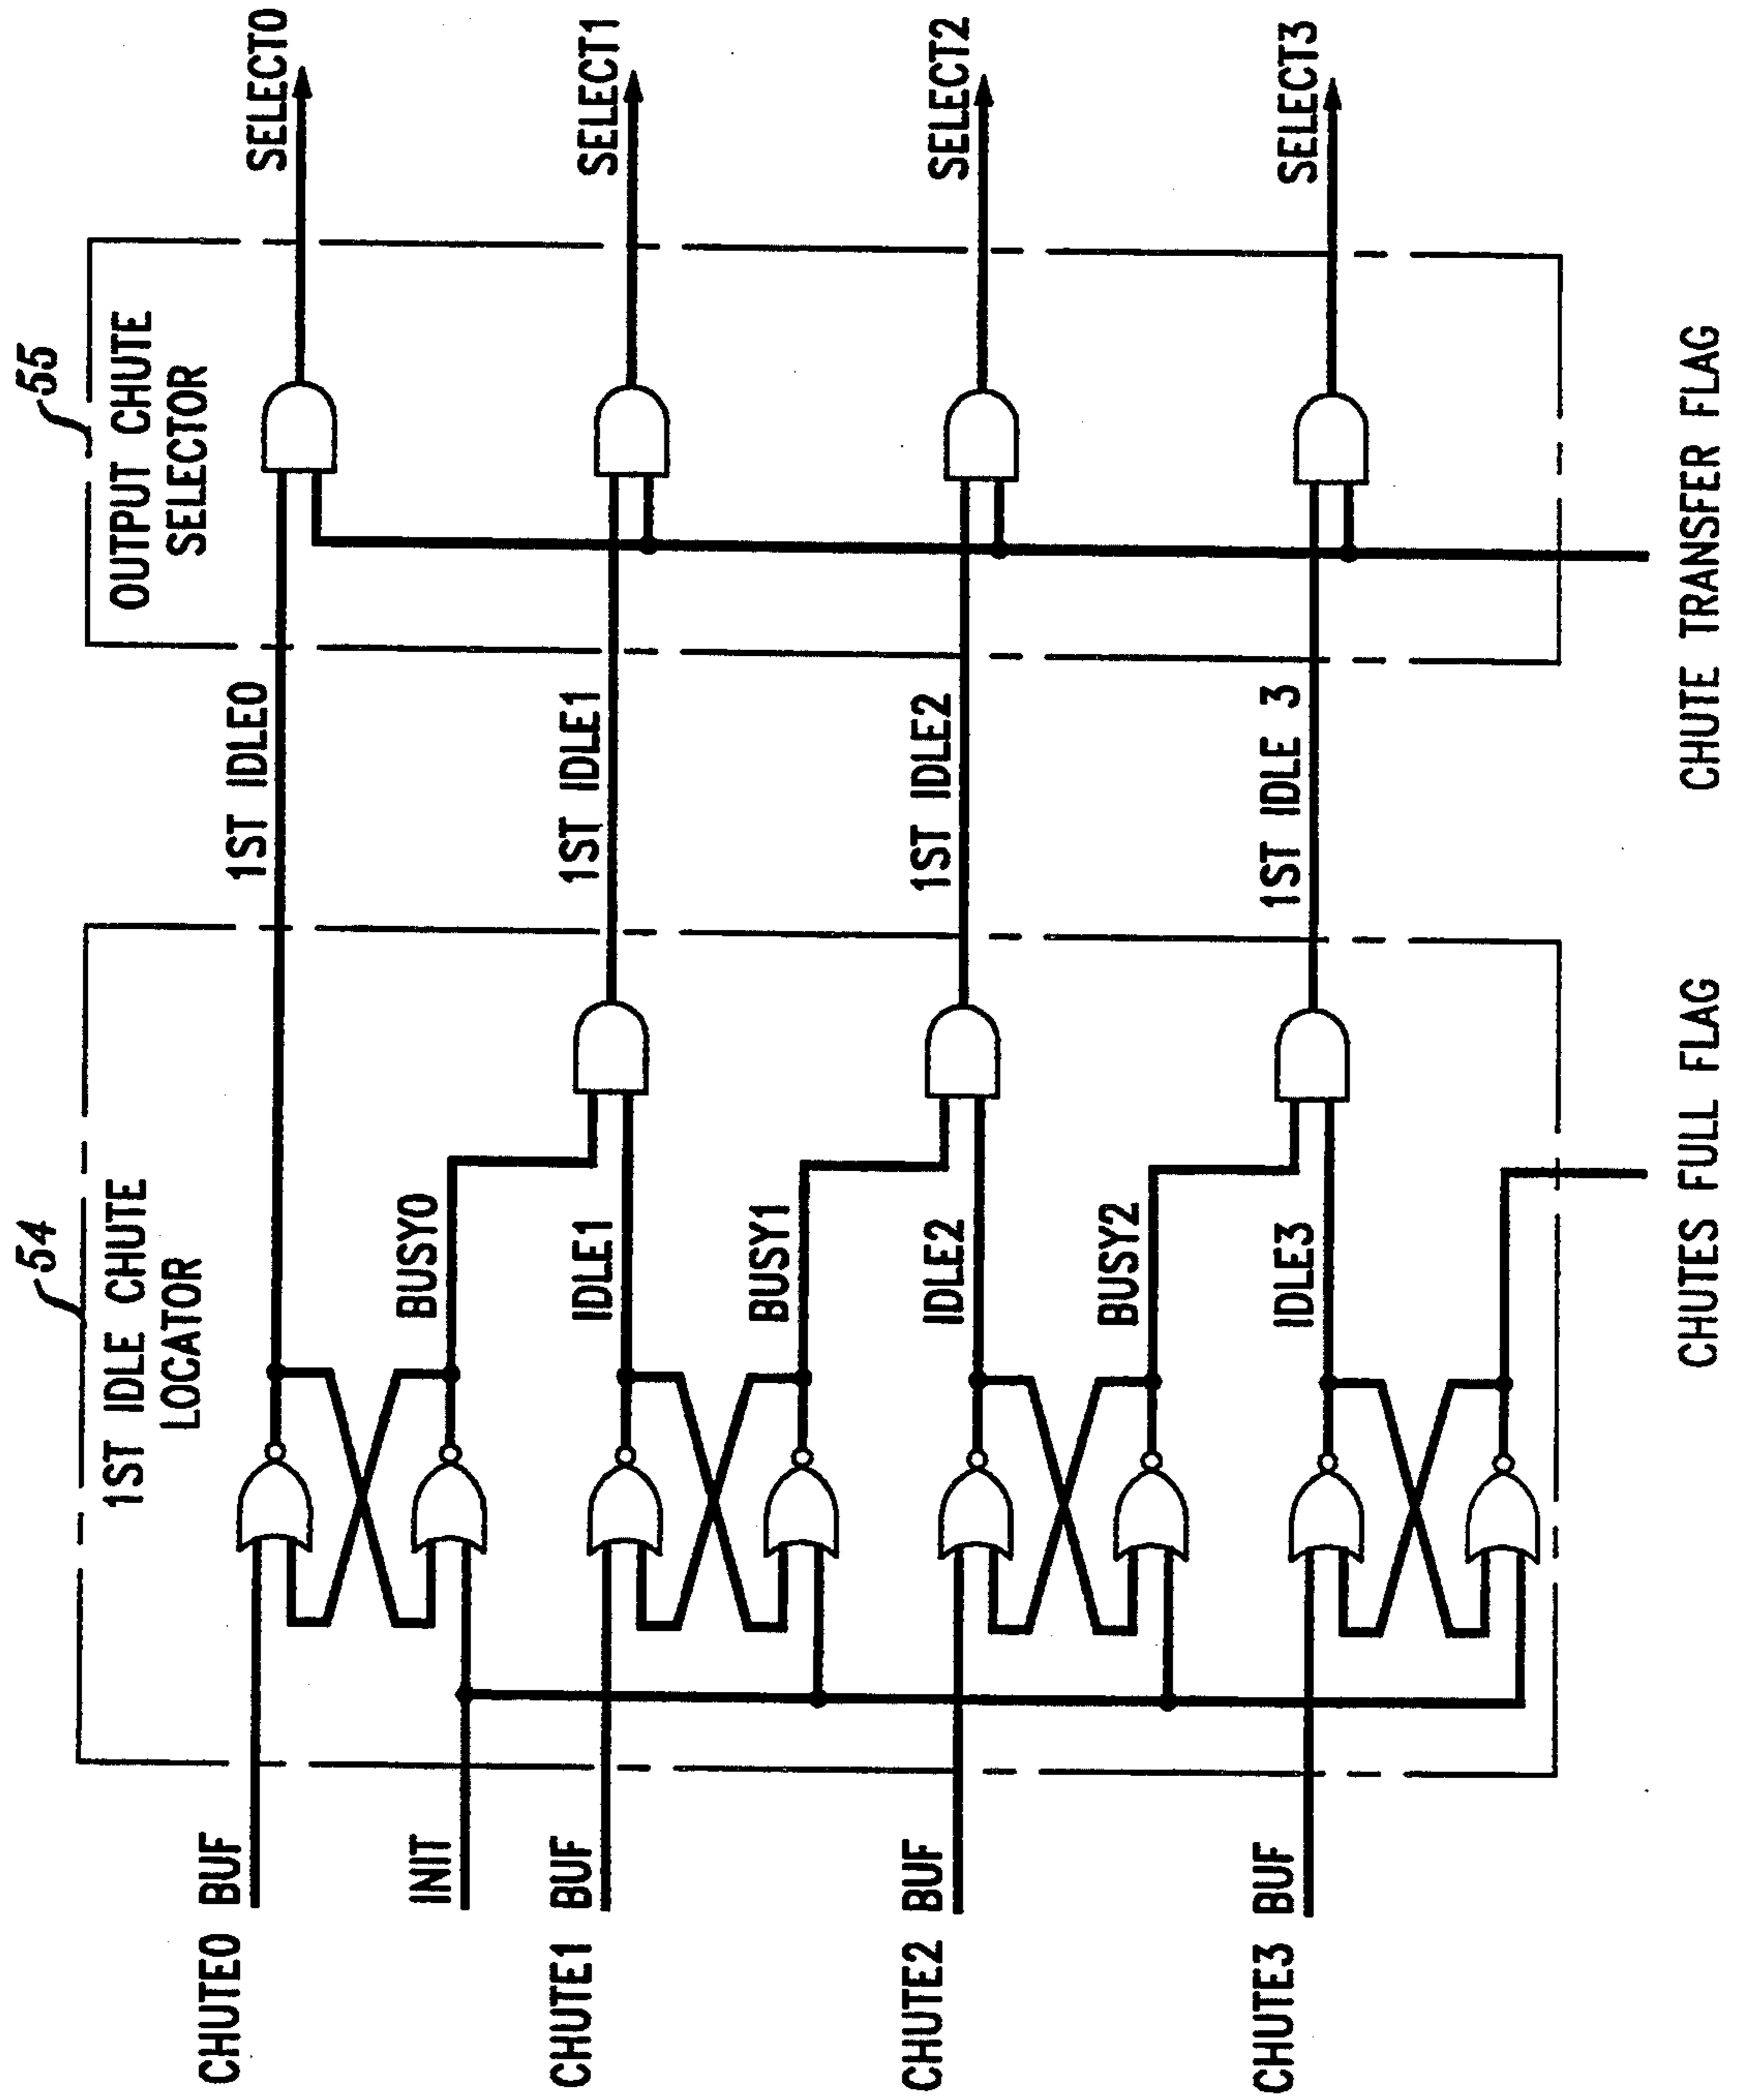 54
1ST IDLE CHUTE
LOCATOR
55
OUTPUT CHUTE
SELECTOR
CHUTE0 BUF
1ST IDLE0
SELECT0
INIT
BUSY0
CHUTE1 BUF
IDLE1
1ST IDLE1
SELECT1
BUSY1
CHUTE2 BUF
IDLE2
1ST IDLE2
SELECT2
BUSY2
CHUTE3 BUF
IDLE3
1ST IDLE 3
SELECT3
CHUTES FULL FLAG
CHUTE TRANSFER FLAG